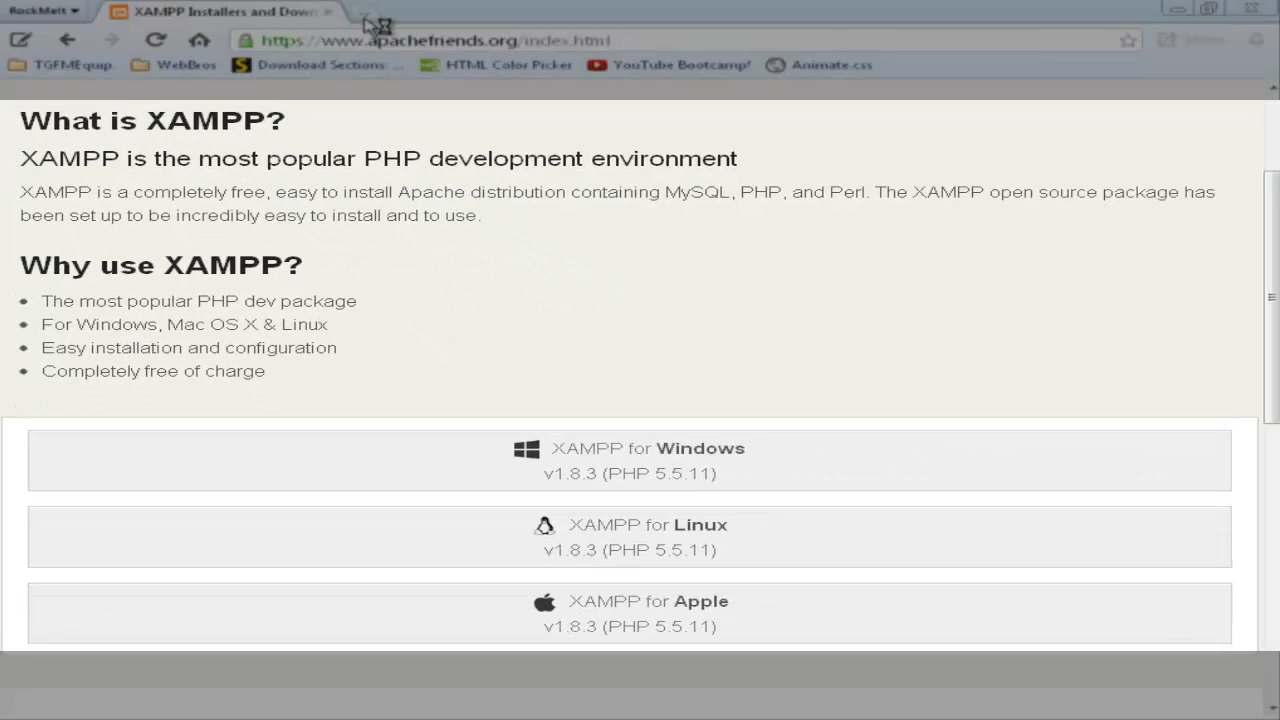 RockMelt
XAMPP Installers and Down
https://www.apachefriends.org/index.html
TGFMEquip.
WebBros
Download Sections ...
HTML Color Picker
YouTube Bootcamp!
Animate.css
What is XAMPP?
XAMPP is the most popular PHP development environment
XAMPP is a completely free, easy to install Apache distribution containing MySQL, PHP, and Perl. The XAMPP open source package has
been set up to be incredibly easy to install and to use.
Why use XAMPP?
• The most popular PHP dev package
• For Windows, Mac OS X & Linux
• Easy installation and configuration
• Completely free of charge
XAMPP for Windows
v1.8.3 (PHP 5.5.11)
XAMPP for Linux
v1.8.3 (PHP 5.5.11)
XAMPP for Apple
v1.8.3 (PHP 5.5.11)